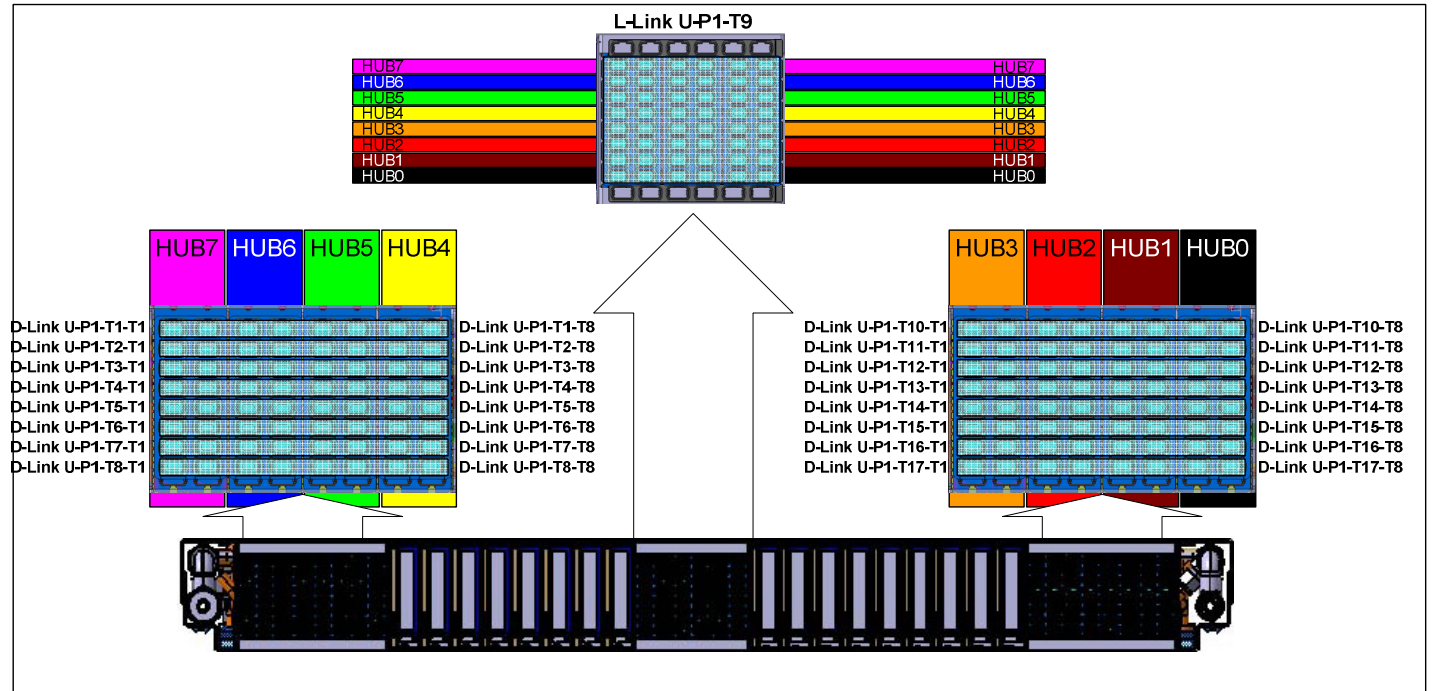 L-Link U-P1-T9
HUB7 HUB7
HUB6 HUB6
HUB5 HUB5
HUB4 HUB4
HUB3 HUB3
HUB2 HUB2
HUB1 HUB1
HUB0 HUB0
HUB7 HUB6 HUB5 HUB4
D-Link U-P1-T1-T1 D-Link U-P1-T1-T8
D-Link U-P1-T2-T1 D-Link U-P1-T2-T8
D-Link U-P1-T3-T1 D-Link U-P1-T3-T8
D-Link U-P1-T4-T1 D-Link U-P1-T4-T8
D-Link U-P1-T5-T1 D-Link U-P1-T5-T8
D-Link U-P1-T6-T1 D-Link U-P1-T6-T8
D-Link U-P1-T7-T1 D-Link U-P1-T7-T8
D-Link U-P1-T8-T1 D-Link U-P1-T8-T8
HUB3 HUB2 HUB1 HUB0
D-Link U-P1-T10-T1 D-Link U-P1-T10-T8
D-Link U-P1-T11-T1 D-Link U-P1-T11-T8
D-Link U-P1-T12-T1 D-Link U-P1-T12-T8
D-Link U-P1-T13-T1 D-Link U-P1-T13-T8
D-Link U-P1-T14-T1 D-Link U-P1-T14-T8
D-Link U-P1-T15-T1 D-Link U-P1-T15-T8
D-Link U-P1-T16-T1 D-Link U-P1-T16-T8
D-Link U-P1-T17-T1 D-Link U-P1-T17-T8